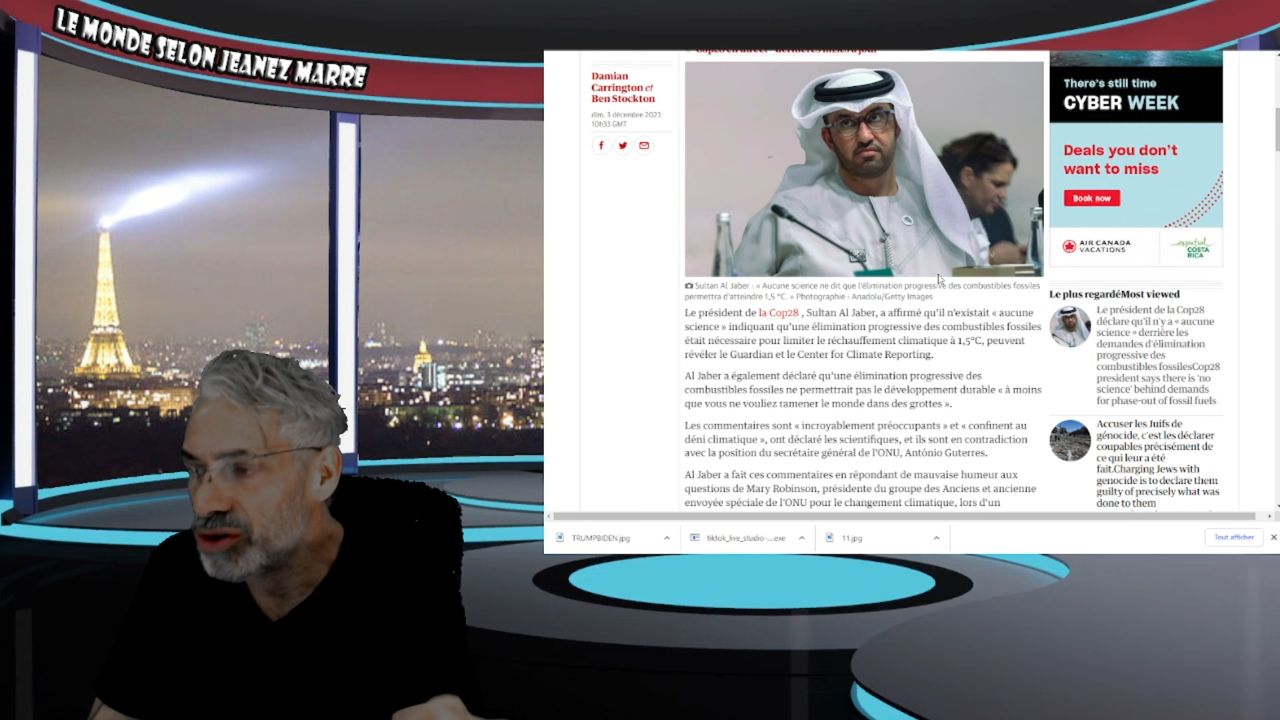 LE MONDE SELON JEANEZ MARRE
Cop28 en direct - dernières mises à jour
Damian
Carrington et
Ben Stockton
dim. 3 décembre 2023
10h33 GMT
Sultan Al Jaber : « Aucune science ne dit que l'élimination progressive des combustibles fossiles
permettra d'atteindre 1,5 °C. » Photographie : Anadolu/Getty Images
Le président de la Cop28 , Sultan Al Jaber, a affirmé qu'il n'existait « aucune
science » indiquant qu'une élimination progressive des combustibles fossiles
était nécessaire pour limiter le réchauffement climatique à 1,5°C, peuvent
révéler le Guardian et le Center for Climate Reporting.
Al Jaber a également déclaré qu'une élimination progressive des
combustibles fossiles ne permettrait pas le développement durable « à moins
que vous ne vouliez ramener le monde dans des grottes ».
Les commentaires sont « incroyablement préoccupants » et « confinent au
déni climatique », ont déclaré les scientifiques, et ils sont en contradiction
avec la position du secrétaire général de l'ONU, António Guterres.
Al Jaber a fait ces commentaires en répondant de mauvaise humeur aux
questions de Mary Robinson, présidente du groupe des Anciens et ancienne
envoyée spéciale de l'ONU pour le changement climatique, lors d'un
There's still time
CYBER WEEK
Deals you don't
want to miss
Book now
AIR CANADA
VACATIONS
essential
COSTA
RICA
Le plus regardéMost viewed
Le président de la Cop28
déclare qu'il n'y a « aucune
science » derrière les
demandes d'élimination
progressive des
combustibles fossilesCop28
president says there is 'no
science' behind demands
for phase-out of fossil fuels
Accuser les Juifs de
génocide, c'est les déclarer
coupables précisément de
ce qui leur a été
fait.Charging Jews with
genocide is to declare them
guilty of precisely what was
done to them
TRUMPBIDEN.jpg
tiktok_live_studio-....exe
11.jpg
Tout afficher